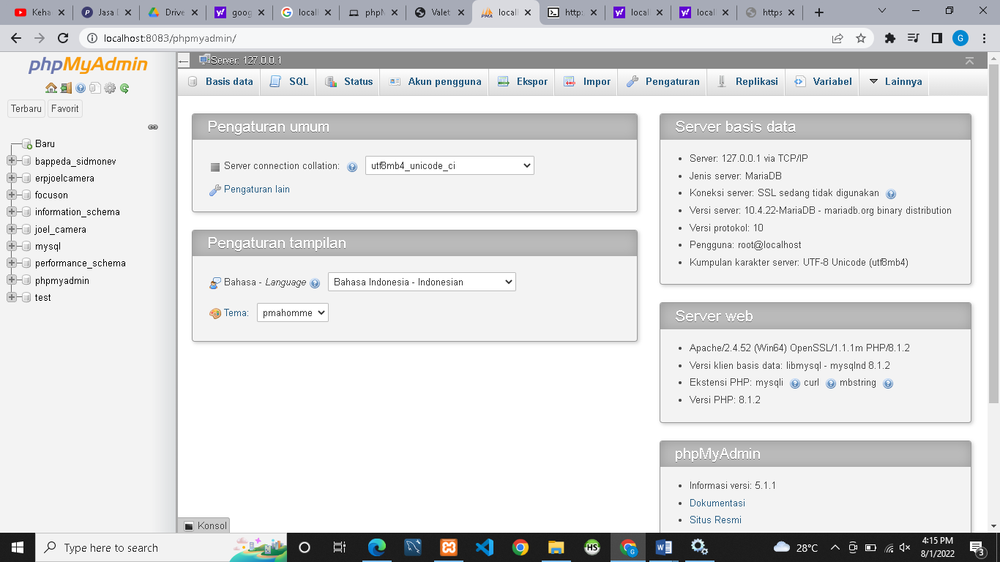 Keha
Jasa
Drive
goog
locall
phpM
Valet
locall
https
locall
local
https
localhost:8083/phpmyadmin/
G
phpMyAdmin
Terbaru
Favorit
Baru
bappeda_sidmonev
erpjoelcamera
focuson
information_schema
joel_camera
mysql
performance_schema
phpmyadmin
test
Server: 127.0.0.1
Basis data
SQL
Status
Akun pengguna
Ekspor
Impor
Pengaturan
Replikasi
Variabel
Lainnya
Pengaturan umum
Server connection collation:
utf8mb4_unicode_ci
Pengaturan lain
Pengaturan tampilan
Bahasa - Language
Bahasa Indonesia - Indonesian
Tema:
pmahomme
Server basis data
Server: 127.0.0.1 via TCP/IP
Jenis server: MariaDB
Koneksi server: SSL sedang tidak digunakan
Versi server: 10.4.22-MariaDB - mariadb.org binary distribution
Versi protokol: 10
Pengguna: root@localhost
Kumpulan karakter server: UTF-8 Unicode (utf8mb4)
Server web
Apache/2.4.52 (Win64) OpenSSL/1.1.1m PHP/8.1.2
Versi klien basis data: libmysql - mysqlnd 8.1.2
Ekstensi PHP: mysqli curl mbstring
Versi PHP: 8.1.2
phpMyAdmin
Informasi versi: 5.1.1
Dokumentasi
Situs Resmi
Konsol
Type here to search
HS
G
28°C
4:15 PM
8/1/2022
3